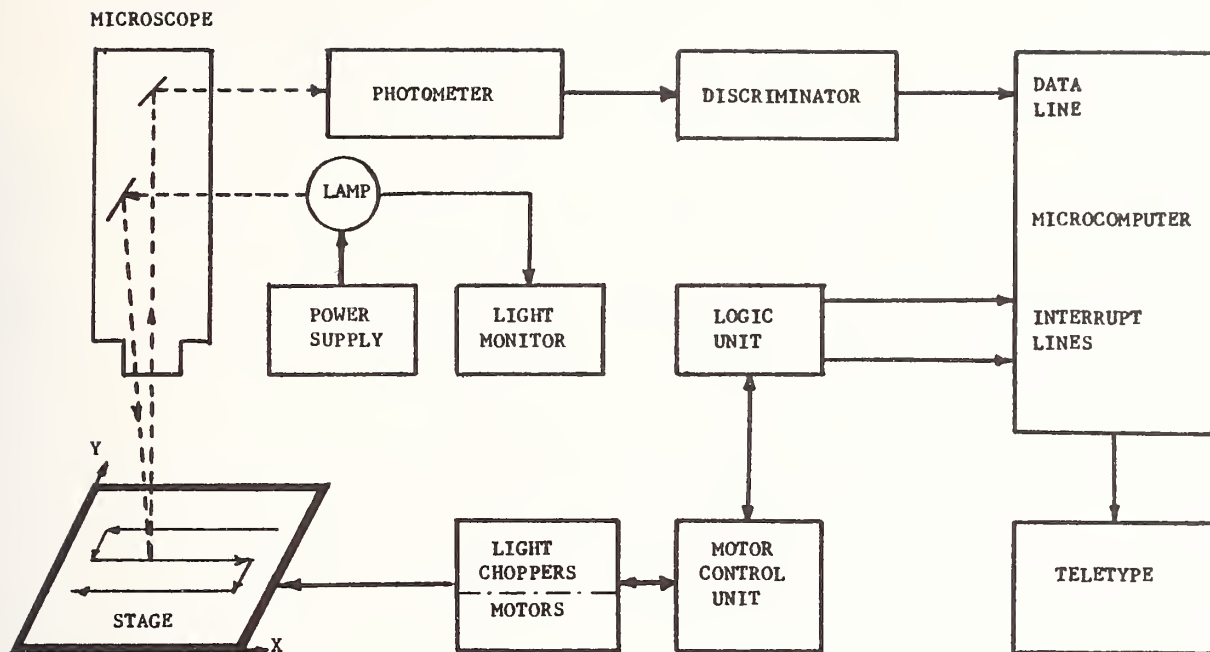 MICROSCOPE
PHOTOMETER
DISCRIMINATOR
DATA
LINE
LAMP
MICROCOMPUTER
POWER
SUPPLY
LIGHT
MONITOR
LOGIC
UNIT
INTERRUPT
LINES
Y
LIGHT
CHOPPERS
MOTORS
MOTOR
CONTROL
UNIT
TELETYPE
STAGE
X